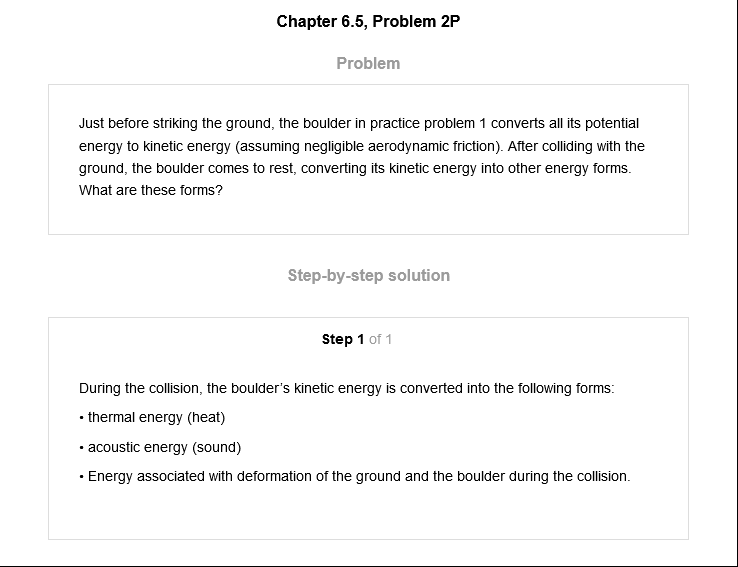 Chapter 6.5, Problem 2P
Problem
Just before striking the ground, the boulder in practice problem 1 converts all its potential
energy to kinetic energy (assuming negligible aerodynamic friction). After colliding with the
ground, the boulder comes to rest, converting its kinetic energy into other energy forms.
What are these forms?
Step-by-step solution
Step 1 of 1
During the collision, the boulder’s kinetic energy is converted into the following forms:
• thermal energy (heat)
• acoustic energy (sound)
• Energy associated with deformation of the ground and the boulder during the collision.